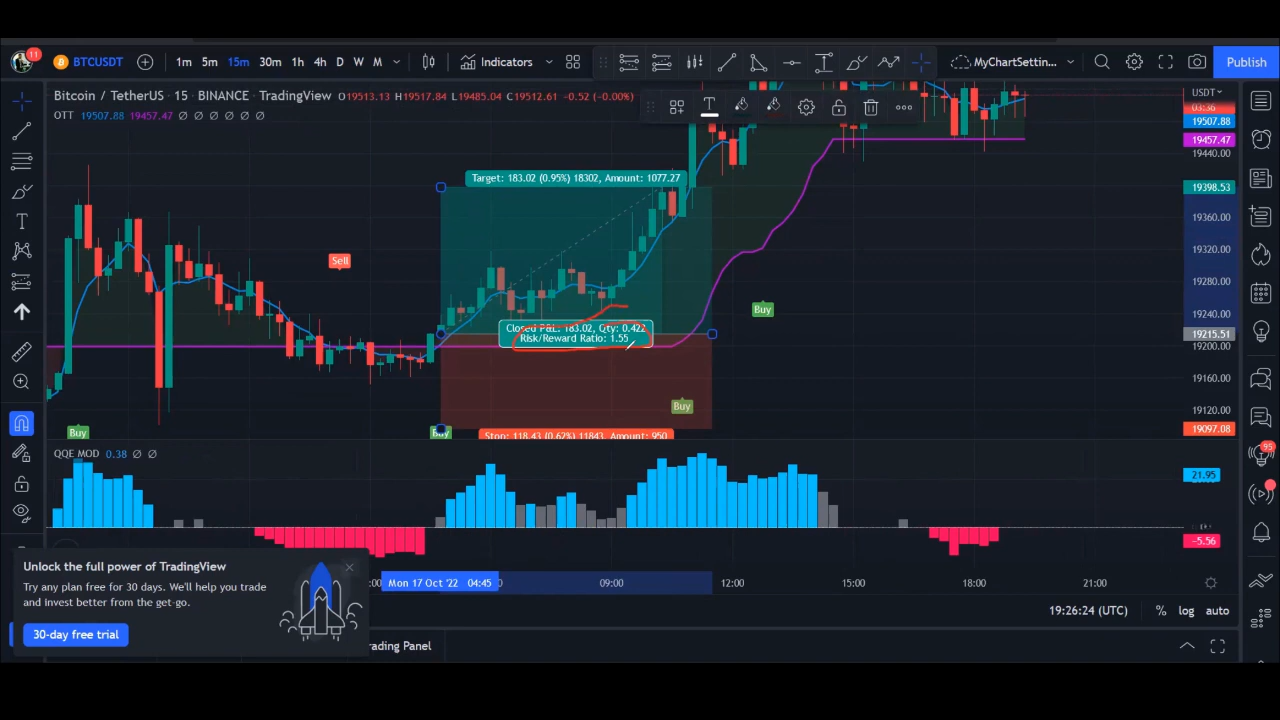 11
BTCUSDT
1m 5m 15m 30m 1h 4h D W M
Indicators
MyChartSettin...
Publish
Bitcoin / TetherUS · 15 · BINANCE · TradingView O19513.13 H19517.84 L19485.04 C19512.61 -0.52 (-0.00%)
USDT
03:36
OTT 19507.88 19457.47 Ø Ø Ø Ø Ø Ø
19507.88
19457.47
19440.00
Target: 183.02 (0.95%) 18302, Amount: 1077.27
19398.53
19360.00
19320.00
Sell
19280.00
Buy
19240.00
Closed P&L: 183.02, Qty: 0.422
Risk/Reward Ratio: 1.55
19215.51
19200.00
19160.00
Buy
19120.00
Buy
Buy
Stop: 118.43 (0.62%) 11843, Amount: 950
19097.08
QQE MOD 0.38 Ø Ø
95
21.95
-5.56
Unlock the full power of TradingView
Try any plan free for 30 days. We'll help you trade
and invest better from the get-go.
30-day free trial
Mon 17 Oct '22 04:45
09:00
12:00
15:00
18:00
21:00
19:26:24 (UTC)
% log auto
rading Panel